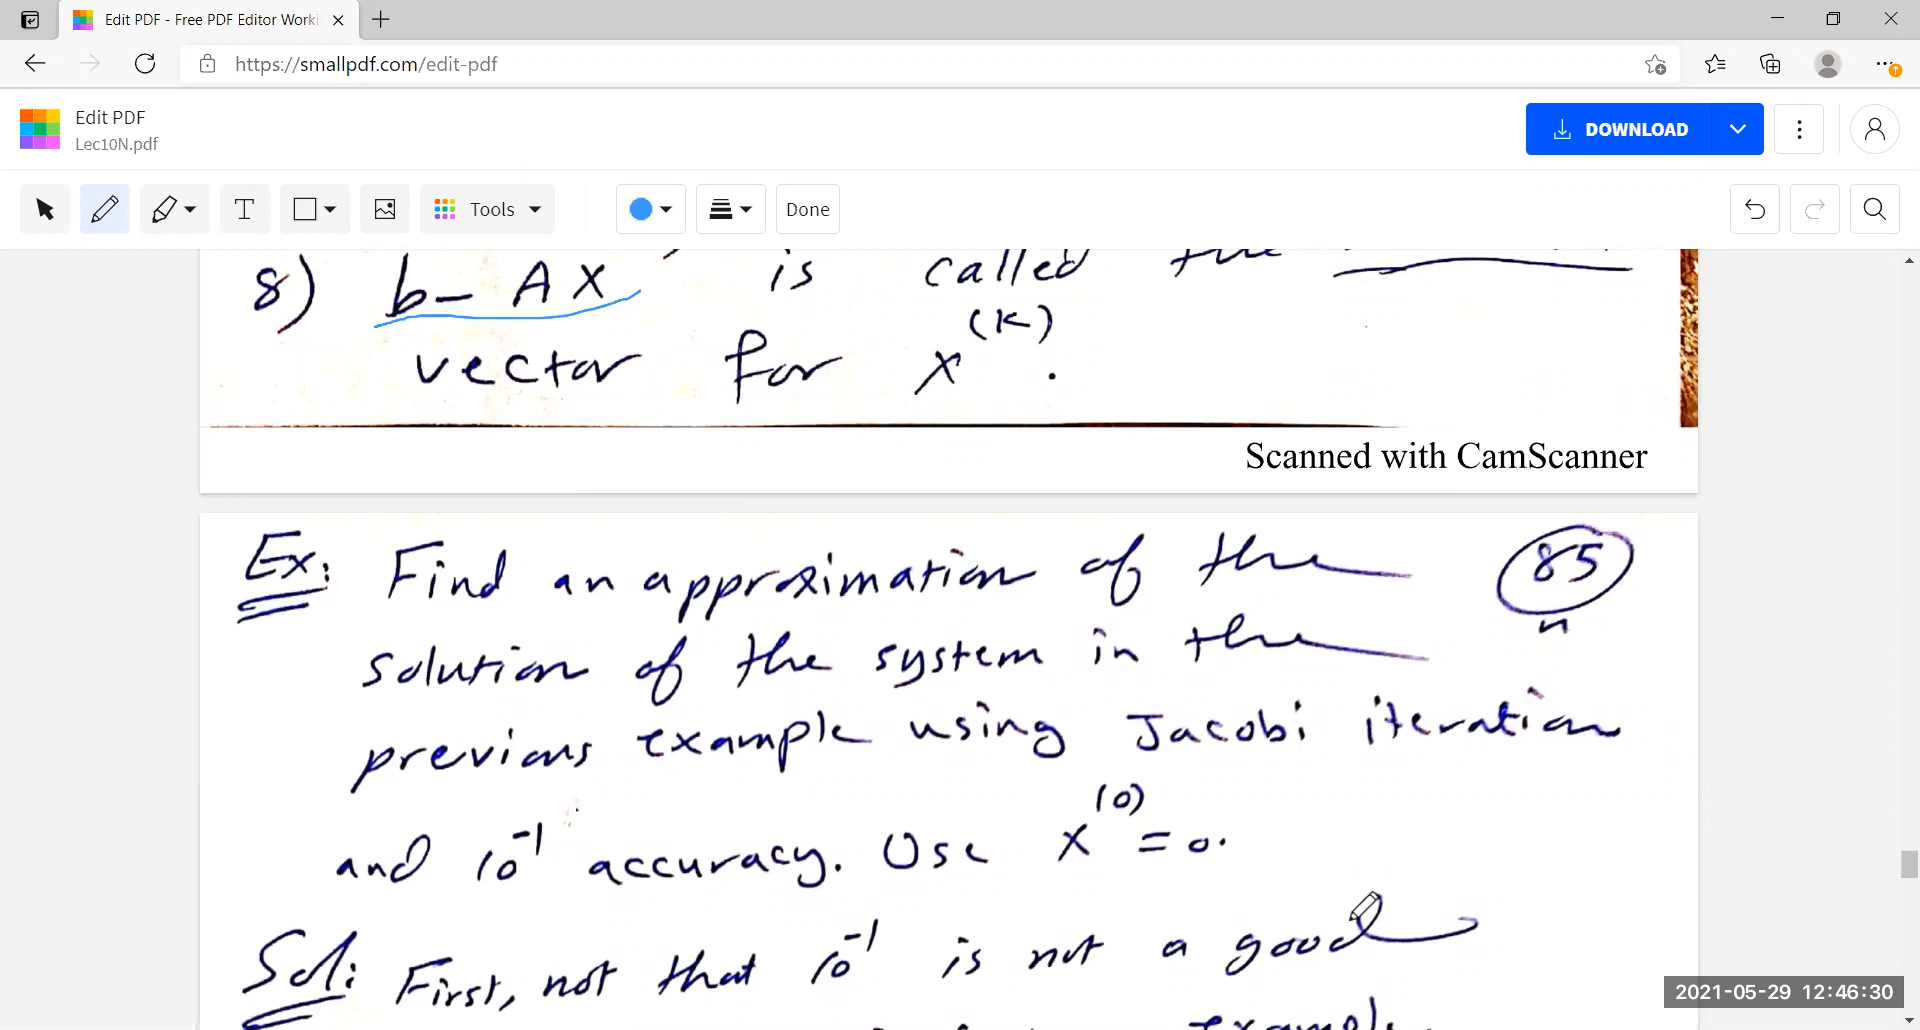 Edit PDF - Free PDF Editor Worki
https://smallpdf.com/edit-pdf
Edit PDF
Lec10N.pdf
DOWNLOAD
T
Tools
Done
8) b - A X is called the
vector for x^(k) .
Scanned with CamScanner
Ex: Find an approximation of the 85
solution of the system in the
previous example using Jacobi iteration
and 10^-1 accuracy. Use x^(0) = 0.
Sol: First, not that 10^-1 is not a good
example.
2021-05-29 12:46:30